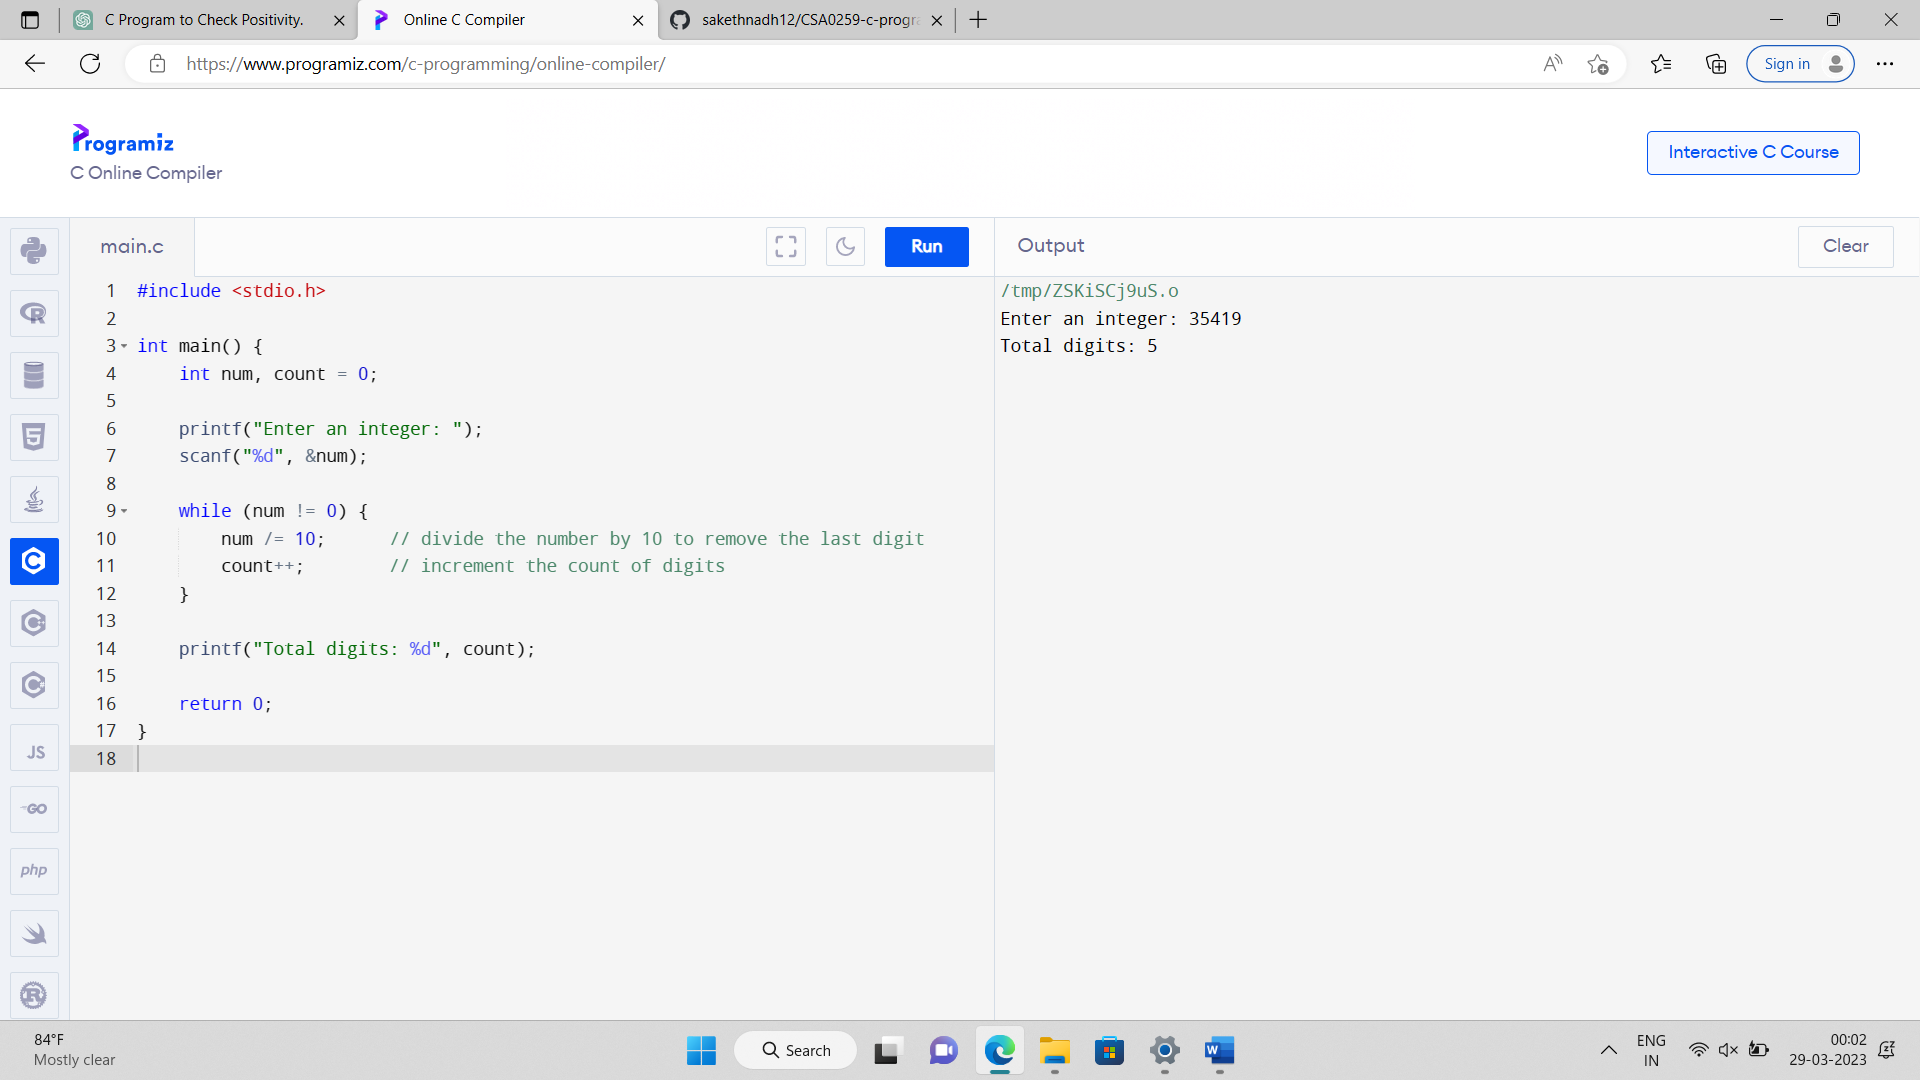 C Program to Check Positivity.
Online C Compiler
sakethnadh12/CSA0259-c-progra
https://www.programiz.com/c-programming/online-compiler/
Sign in
Programiz
C Online Compiler
Interactive C Course
main.c
Run
Output
Clear
1 #include <stdio.h>
2
3 int main() {
4 int num, count = 0;
5
6 printf("Enter an integer: ");
7 scanf("%d", &num);
8
9 while (num != 0) {
10 num /= 10; // divide the number by 10 to remove the last digit
11 count++; // increment the count of digits
12 }
13
14 printf("Total digits: %d", count);
15
16 return 0;
17 }
18
/tmp/ZSKiSCj9uS.o
Enter an integer: 35419
Total digits: 5
JS
GO
php
84°F
Mostly clear
Search
ENG
IN
00:02
29-03-2023